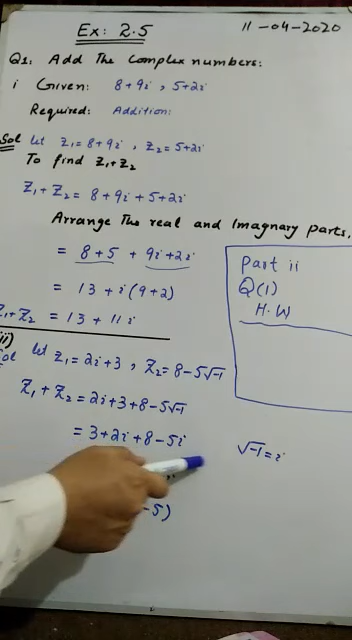 Ex: 2.5 11-04-2020
Q1: Add The Complex numbers:
i Given: 8+9i, 5+2i
Required: Addition:
Sol let Z₁=8+9i, Z₂=5+2i
To find Z₁+Z₂
Z₁+Z₂ = 8+9i+5+2i
Arrange The real and Imagnary parts,
= 8+5 + 9i+2i
= 13 + i(9+2)
Z₁+Z₂ = 13 + 11i
Part ii
Q(1)
H.W
ii)
Sol let Z₁=2i+3, Z₂=8-5√-1
Z₁+Z₂ = 2i+3+8-5√-1
= 3+2i+8-5i
√-1=i
-5)